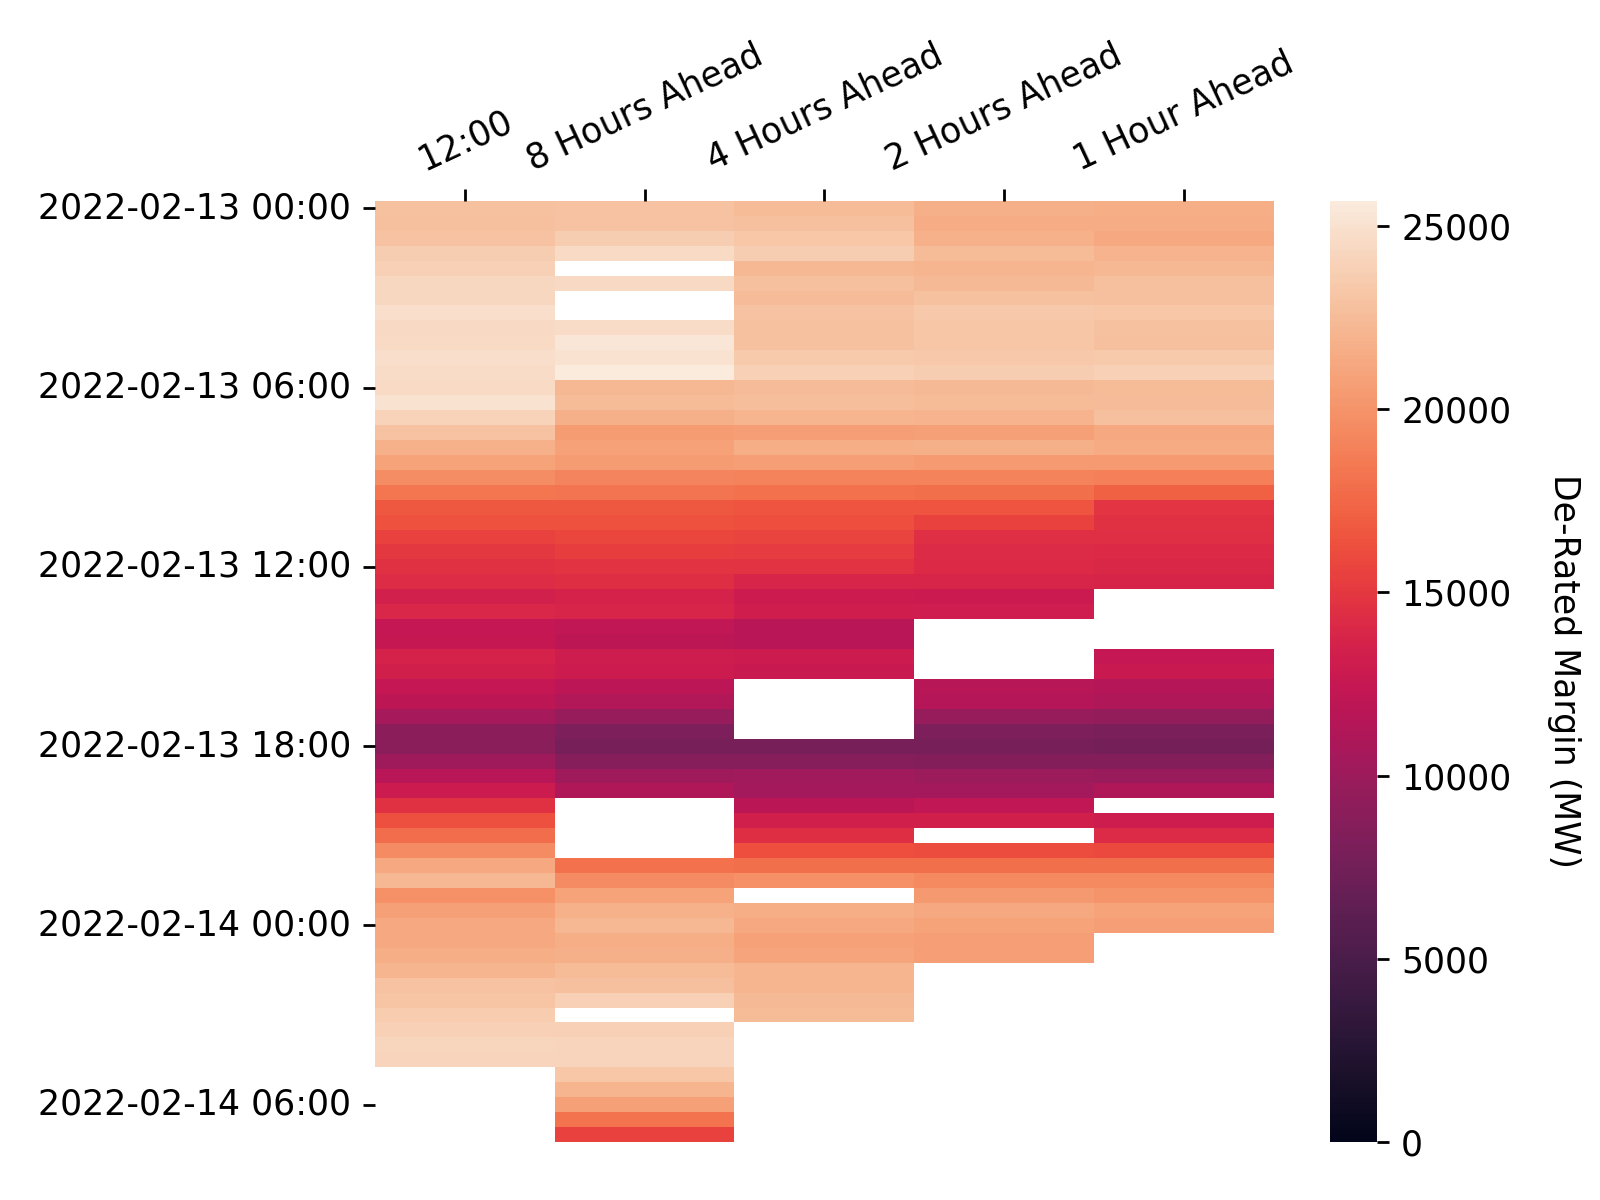 12:00
8 Hours Ahead
4 Hours Ahead
2 Hours Ahead
1 Hour Ahead
2022-02-13 00:00
2022-02-13 06:00
2022-02-13 12:00
2022-02-13 18:00
2022-02-14 00:00
2022-02-14 06:00
25000
20000
15000
10000
5000
0
De-Rated Margin (MW)